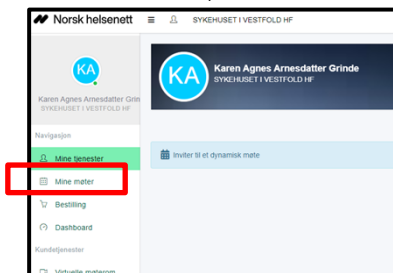 Norsk helsenett
SYKEHUSET I VESTFOLD HF
KA
Karen Agnes Arnesdatter Grin
SYKEHUSET I VESTFOLD HF
KA
Karen Agnes Arnesdatter Grinde
SYKEHUSET I VESTFOLD HF
Navigasjon
Mine tjenester
Mine møter
Bestilling
Dashboard
Kundetjenester
Virtuelle møterom
Inviter til et dynamisk møte